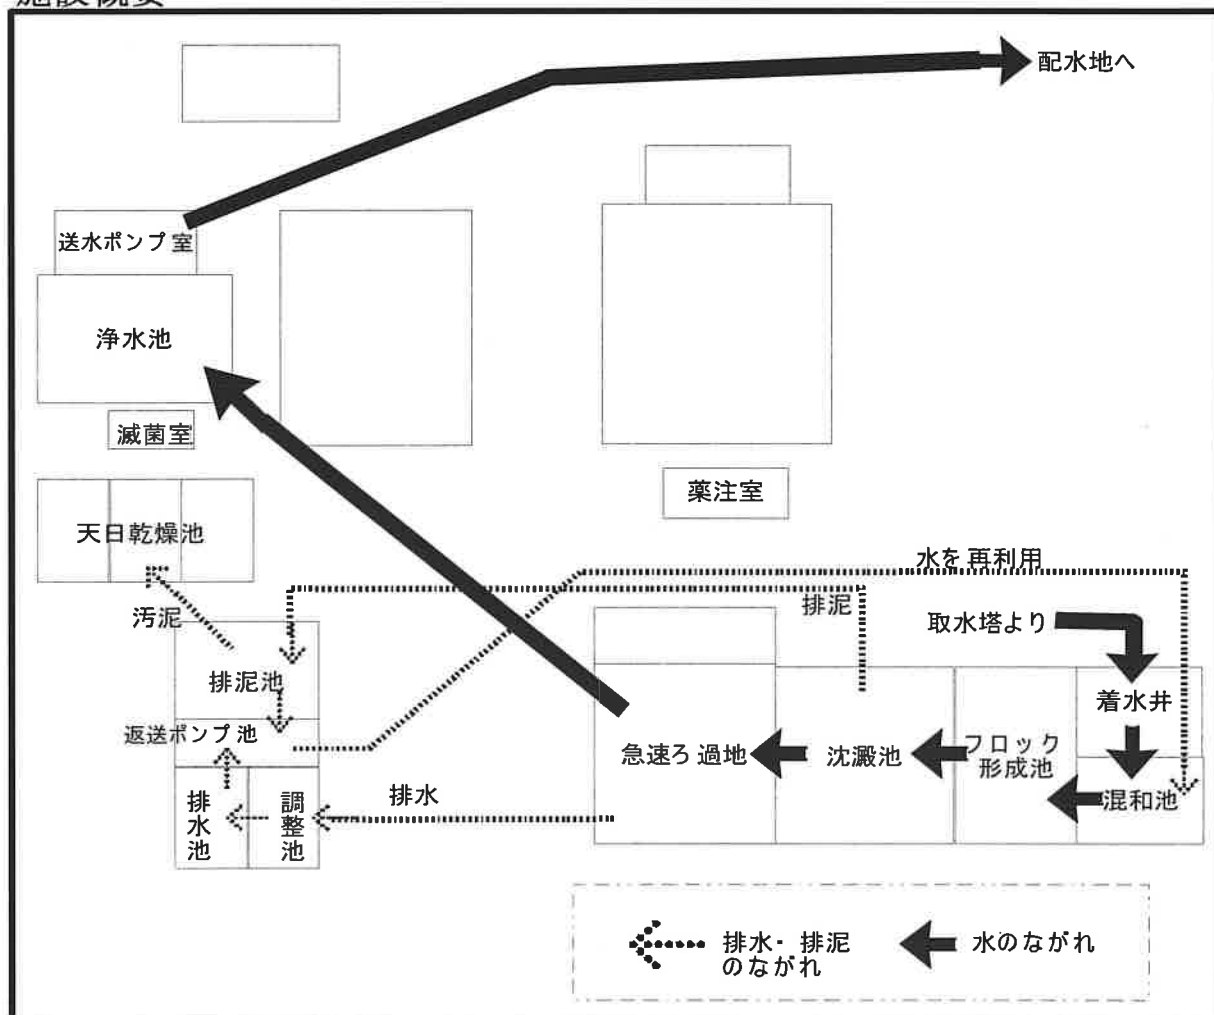 施設概要
配水地へ
送水ポンプ室
浄水池
滅菌室
薬注室
天日乾燥池
水を再利用
汚泥
排泥
取水塔より
排泥池
着水井
返送ポンプ池
急速ろ過地
沈澱池
フロック
形成池
混和池
排水
排水池
調整池
排水・排泥
のながれ
水のながれ